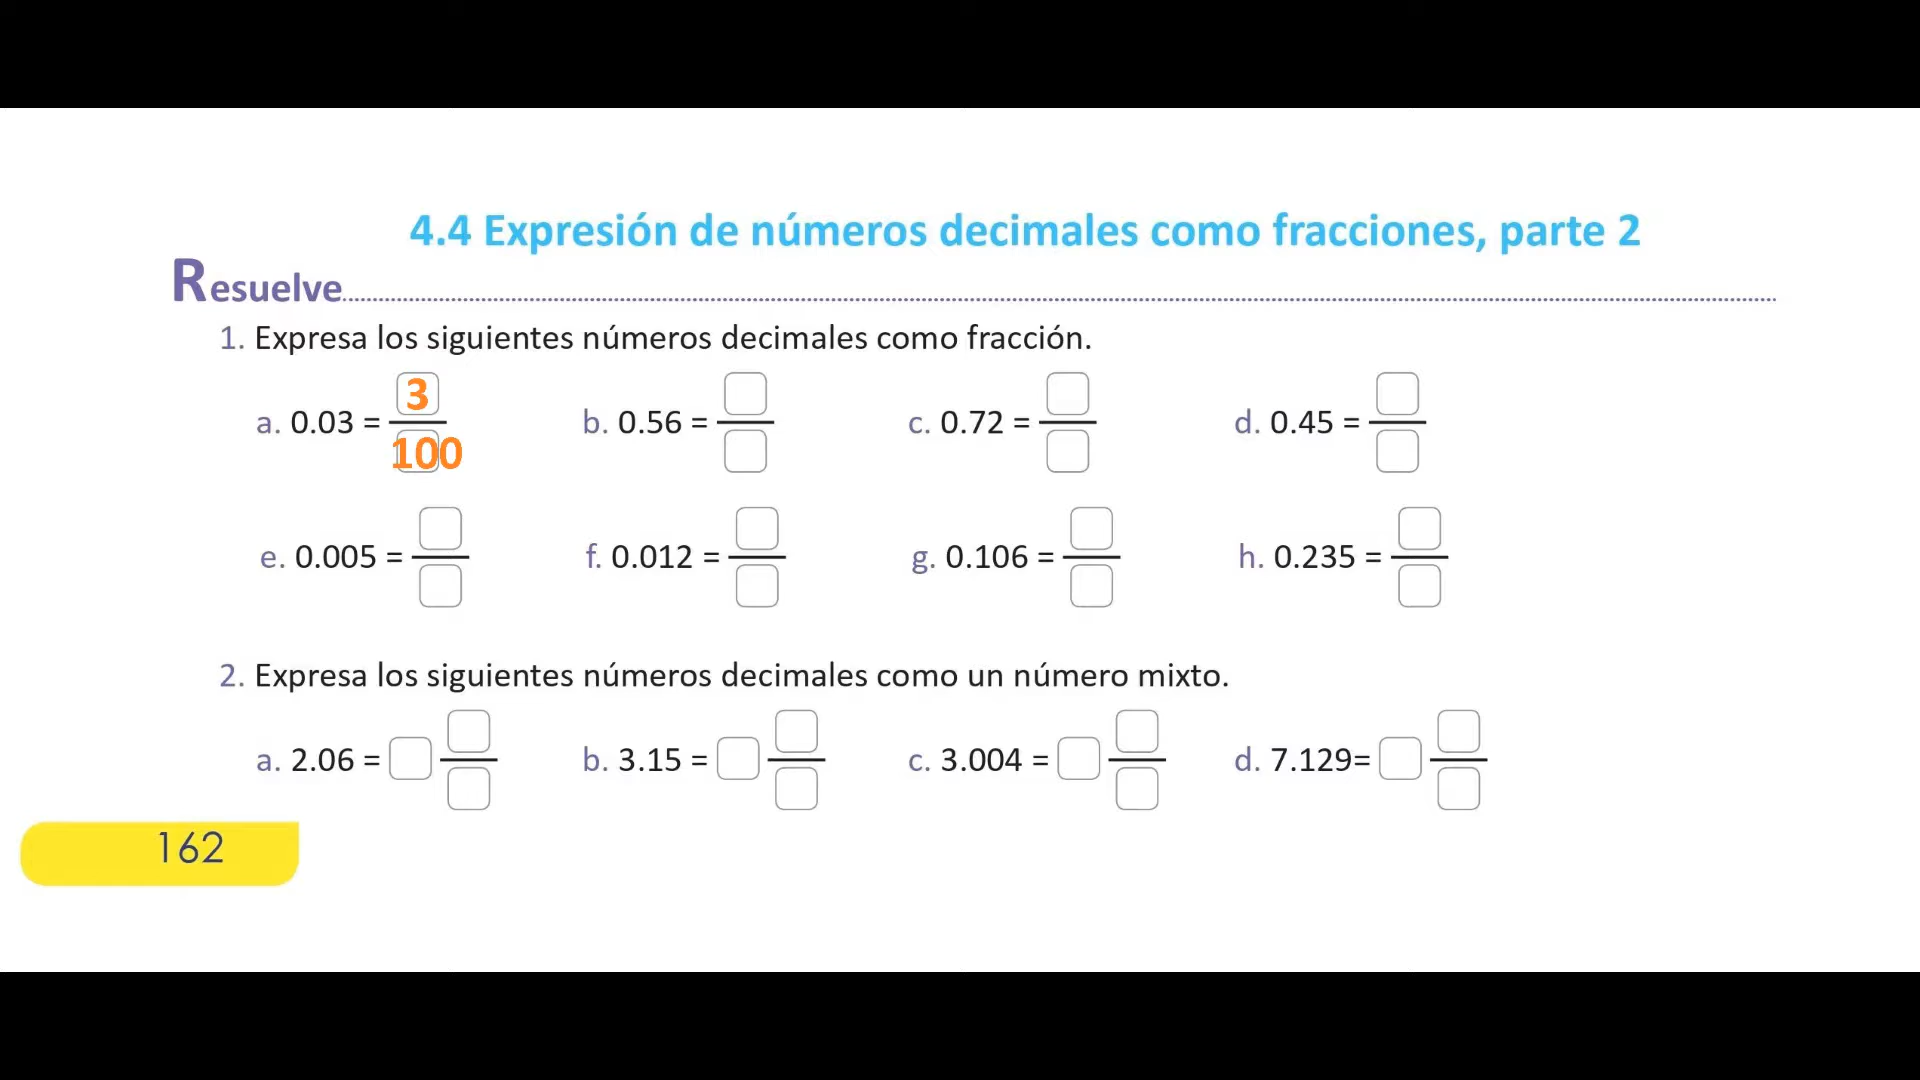 4.4 Expresión de números decimales como fracciones, parte 2
Resuelve
1. Expresa los siguientes números decimales como fracción.
a. 0.03 = 3/100 b. 0.56 = c. 0.72 = d. 0.45 =
e. 0.005 = f. 0.012 = g. 0.106 = h. 0.235 =
2. Expresa los siguientes números decimales como un número mixto.
a. 2.06 = b. 3.15 = c. 3.004 = d. 7.129=
162